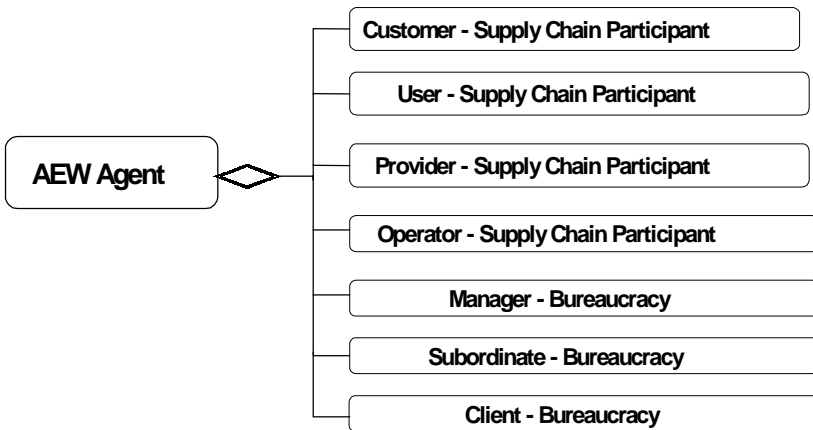 Customer - Supply Chain Participant
User - Supply Chain Participant
Provider - Supply Chain Participant
AEW Agent
Operator - Supply Chain Participant
Manager - Bureaucracy
Subordinate - Bureaucracy
Client - Bureaucracy